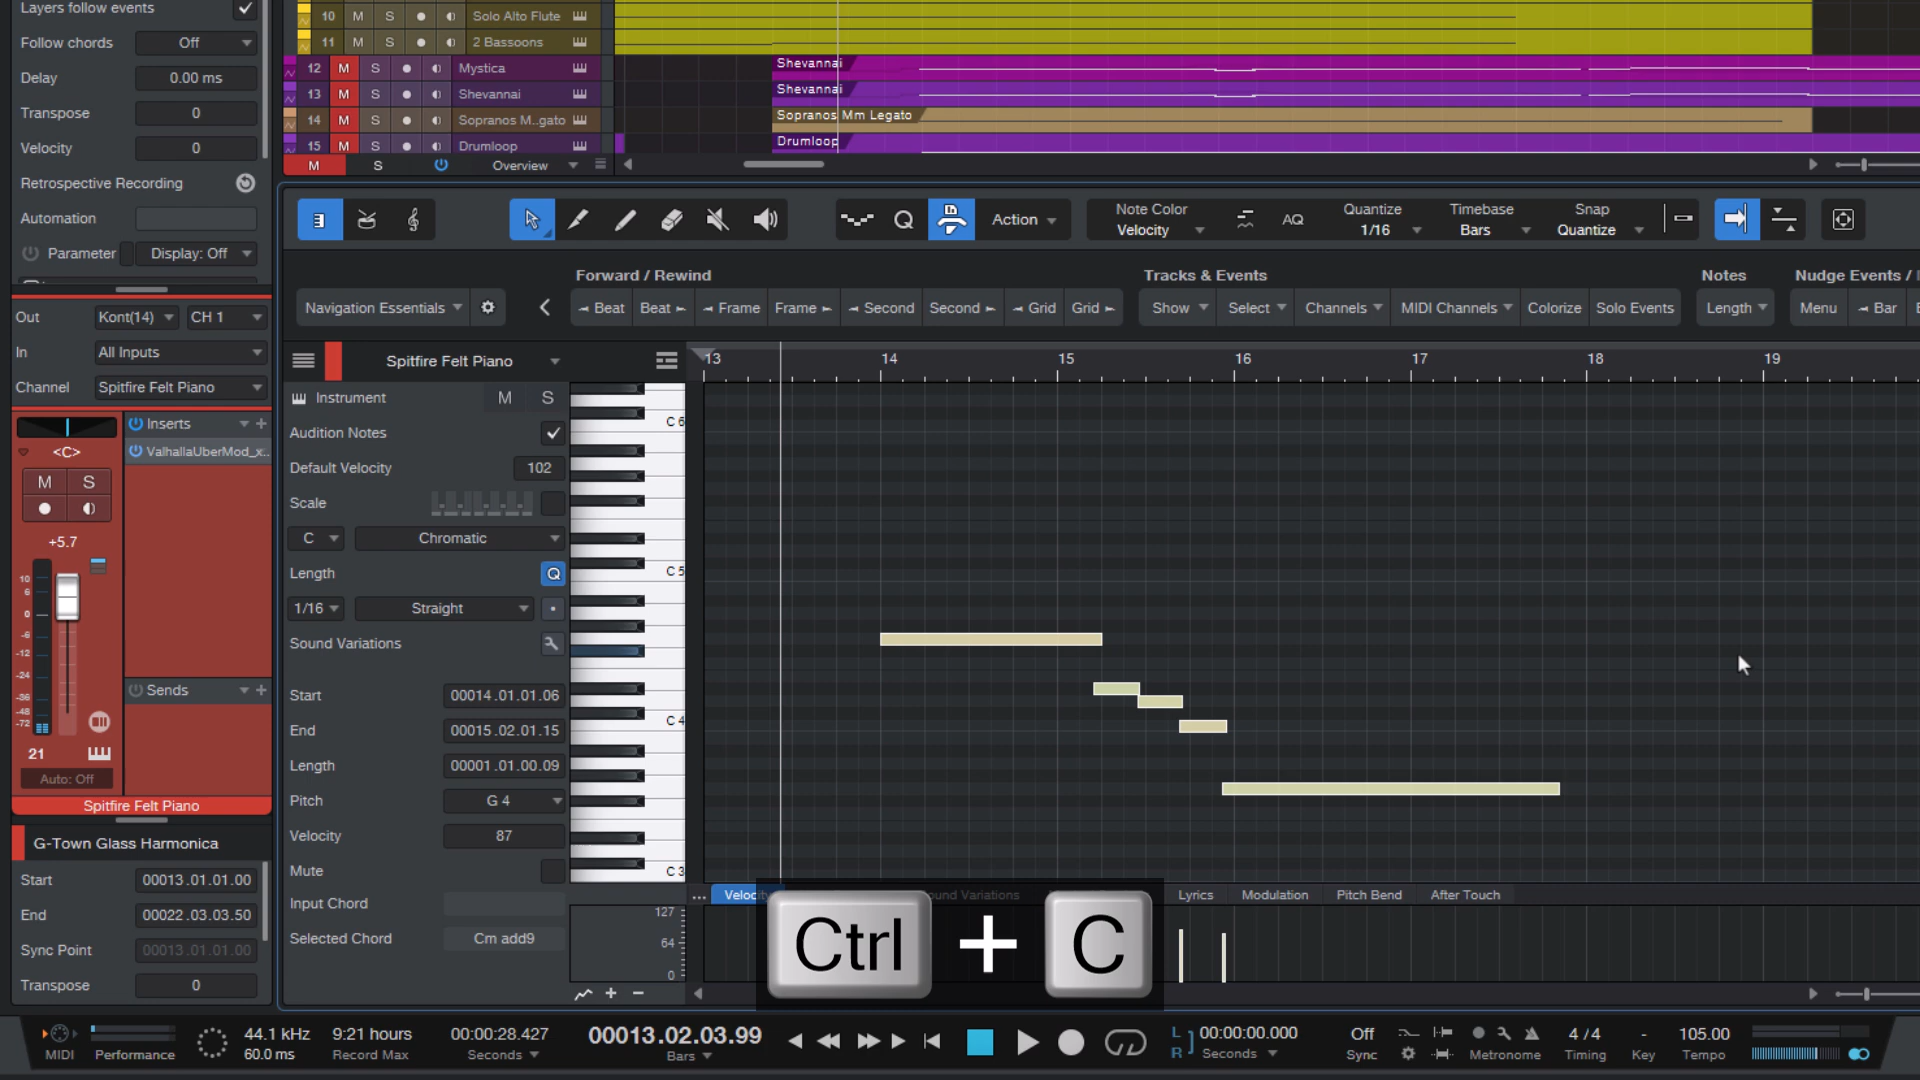 Layers follow events
Follow chords Off
Delay 0.00 ms
Transpose 0
Velocity 0
Retrospective Recording
Automation
Parameter Display: Off
10 M S Solo Alto Flute
11 M S 2 Bassoons
12 M S Mystica
13 M S Shevannai
14 M S Sopranos M..gato
15 M S Drumloop
M S Overview
Shevannai
Shevannai
Sopranos Mm Legato
Drumloop
Q
Action
Note Color
Velocity
AQ
Quantize
1/16
Timebase
Bars
Snap
Quantize
Navigation Essentials
Forward / Rewind
Beat Beat Frame Frame Second Second Grid Grid
Tracks & Events
Show Select Channels MIDI Channels Colorize Solo Events
Notes
Length
Nudge Events /
Menu Bar
Out Kont(14) CH 1
In All Inputs
Channel Spitfire Felt Piano
Inserts
ValhallaUberMod_x..
<C>
M S
+5.7
10
6
0
-6
-12
-24
-36
-48
-72
Sends
21
Auto: Off
Spitfire Felt Piano
G-Town Glass Harmonica
Start 00013.01.01.00
End 00022.03.03.50
Sync Point 00013.01.01.00
Transpose 0
Spitfire Felt Piano
Instrument M S
Audition Notes
Default Velocity 102
Scale
C Chromatic
Length Q
1/16 Straight
Sound Variations
Start 00014.01.01.06
End 00015.02.01.15
Length 00001.01.00.09
Pitch G 4
Velocity 87
Mute
Input Chord
Selected Chord Cm add9
13 14 15 16 17 18 19
C 6
C 5
C 4
C 3
Sound Variations Lyrics Modulation Pitch Bend After Touch
127
64
0
Ctrl + C
MIDI
Performance
44.1 kHz
60.0 ms
9:21 hours
Record Max
00:00:28.427
Seconds
00013.02.03.99
Bars
L
R
00:00:00.000
Seconds
Off
Sync
Metronome
4 / 4
Timing
-
Key
105.00
Tempo